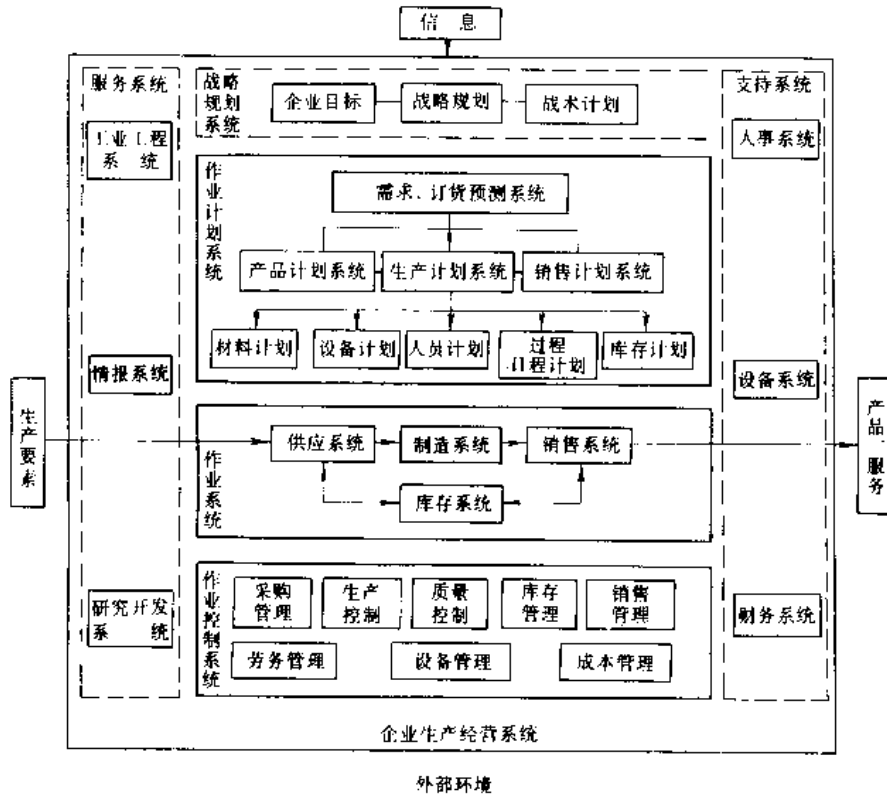 信 息
服务系统
工业工程
系 统
情报系统
研究开发
系 统
战略
规划
系统
企业目标
战略规划
战术计划
支持系统
人事系统
设备系统
财务系统
作业计划系统
需求、订货预测系统
产品计划系统
生产计划系统
销售计划系统
材料计划
设备计划
人员计划
过程
日程计划
库存计划
生产要素
作业系统
供应系统
制造系统
销售系统
库存系统
产品、服务
作业控制系统
采购
管理
生产
控制
质量
控制
库存
管理
销售
管理
劳务管理
设备管理
成本管理
企业生产经营系统
外部环境